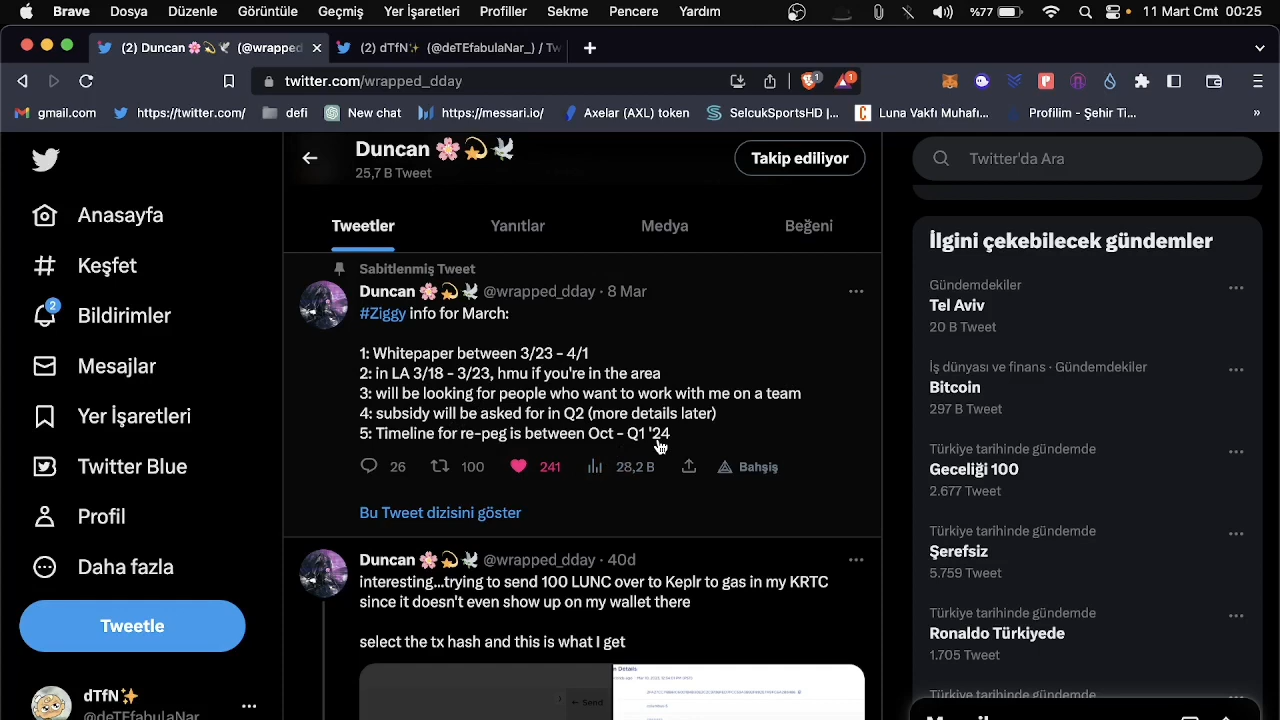 Brave Dosya Düzenle Görüntüle Geçmiş Yer İşaretleri Profiller Sekme Pencere Yardım %77 11 Mart Cmt 00:25
(2) Duncan 🌸💫🕊 (@wrapped_ (2) dTfN✨ (@deTEfabulaNar_) / Tw
twitter.com/wrapped_dday 1 1
gmail.com http://twitter.com/ defi New chat https://messari.io/ Axelar (AXL) token SelcukSportsHD |... Luna Vaklz Muhafı... Profilim - Şehir Ti... »
Duncan 🌸💫🕊
25,7 B Tweet
Takip ediliyor
Twitter'da Ara
Anasayfa
Keşfet
2
Bildirimler
Mesajlar
Yer İşaretleri
Twitter Blue
Profil
Daha fazla
Tweetle
dTfN✨
Tweetler Yanıtlar Medya Beğeni
Sabitlenmiş Tweet
Duncan 🌸💫🕊 @wrapped_dday · 8 Mar
#Ziggy info for March:
1: Whitepaper between 3/23 - 4/1
2: in LA 3/18 - 3/23, hmu if you're in the area
3: will be looking for people who want to work with me on a team
4: subsidy will be asked for in Q2 (more details later)
5: Timeline for re-peg is between Oct - Q1 '24
26 100 241 28,2 B Bahşiş
Bu Tweet dizisini göster
Duncan 🌸💫🕊 @wrapped_dday · 40d
interesting...trying to send 100 LUNC over to Keplr to gas in my KRTC
since it doesn't even show up on my wallet there
select the tx hash and this is what I get
n Details
← Send
İlgini çekebilecek gündemler
Gündemdekiler
Tel Aviv
20 B Tweet
İş dünyası ve finans · Gündemdekiler
Bitcoin
297 B Tweet
Türkiye tarihinde gündemde
Geceliği 100
2.677 Tweet
Türkiye tarihinde gündemde
Şerefsiz
5.759 Tweet
Türkiye tarihinde gündemde
Ronaldo Türkiyede
1.705 Tweet
Türkiye tarihinde gündemde